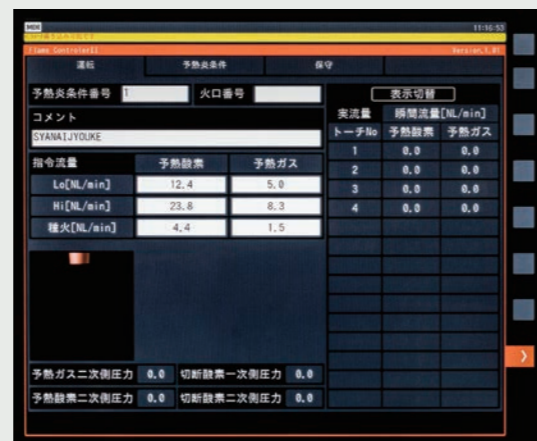 MDK
11:16:53
Flame ControlerII
Version.1.01
運転
予熱炎条件
保守
予熱炎条件番号 1 火口番号
コメント
SYANAIJYOUKE
指令流量 予熱酸素 予熱ガス
Lo[NL/min] 12.4 5.0
Hi[NL/min] 23.8 8.3
種火[NL/min] 4.4 1.5
予熱ガス二次側圧力 0.0 切断酸素一次側圧力 0.0
予熱酸素二次側圧力 0.0 切断酸素二次側圧力 0.0
表示切替
実流量 瞬間流量[NL/min]
トーチNo 予熱酸素 予熱ガス
1 0.0 0.0
2 0.0 0.0
3 0.0 0.0
4 0.0 0.0